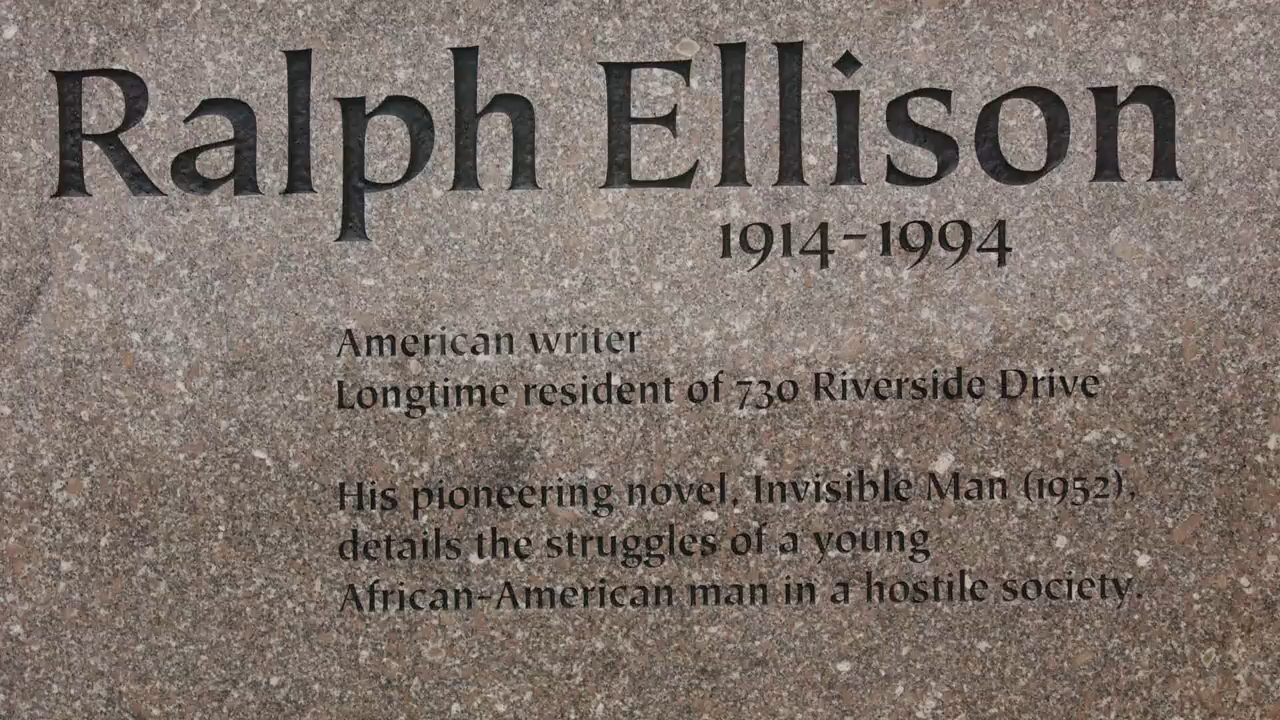 Ralph Ellison
1914-1994
American writer
Longtime resident of 730 Riverside Drive
His pioneering novel, Invisible Man (1952),
details the struggles of a young
African-American man in a hostile society.